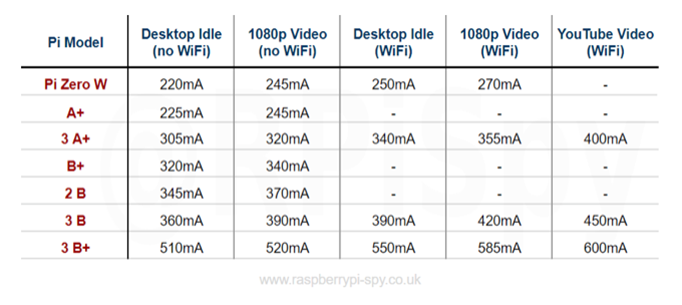 Pi Model Desktop Idle (no WiFi) 1080p Video (no WiFi) Desktop Idle (WiFi) 1080p Video (WiFi) YouTube Video (WiFi)
Pi Zero W 220mA 245mA 250mA 270mA -
A+ 225mA 245mA - - -
3 A+ 305mA 320mA 340mA 355mA 400mA
B+ 320mA 340mA - - -
2 B 345mA 370mA - - -
3 B 360mA 390mA 390mA 420mA 450mA
3 B+ 510mA 520mA 550mA 585mA 600mA
www.raspberrypi-spy.co.uk